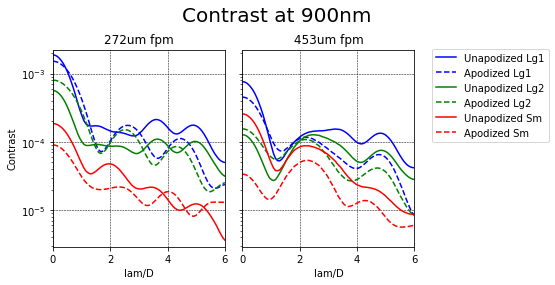 Contrast at 900nm
272um fpm
453um fpm
Contrast
10⁻³
10⁻⁴
10⁻⁵
0 2 4 6
0 2 4 6
lam/D
lam/D
Unapodized Lg1
Apodized Lg1
Unapodized Lg2
Apodized Lg2
Unapodized Sm
Apodized Sm